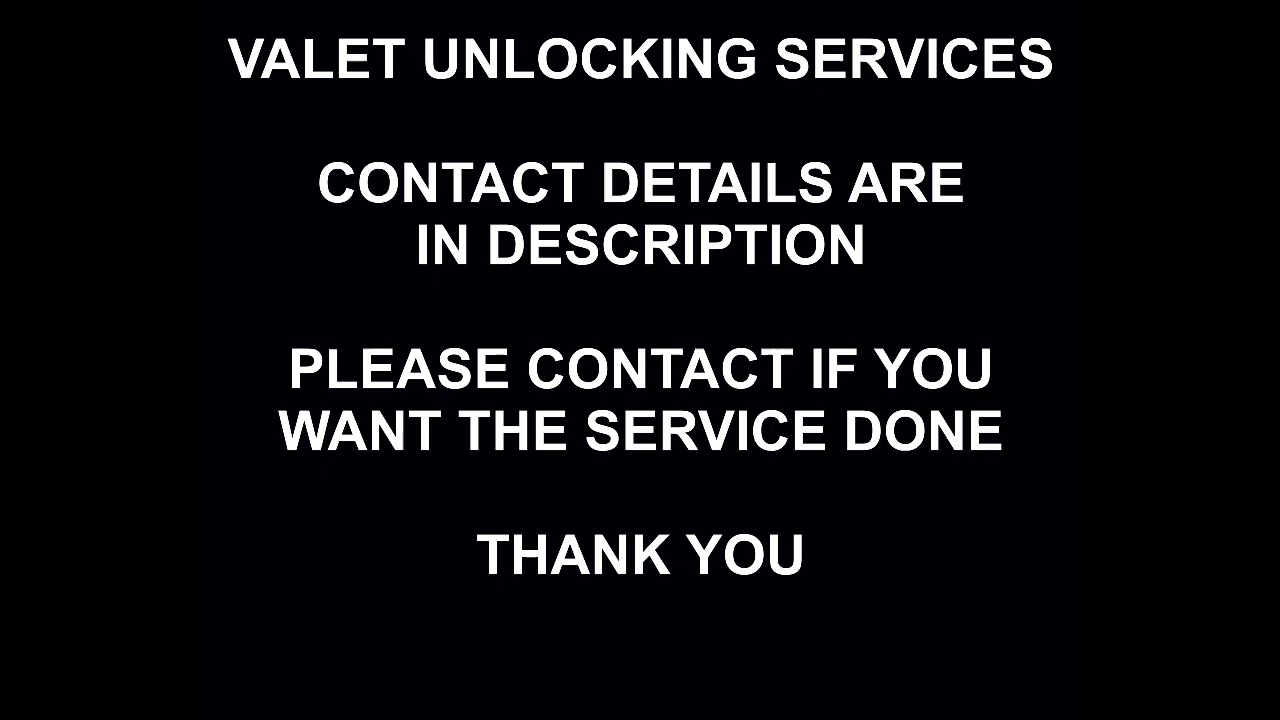 VALET UNLOCKING SERVICES
CONTACT DETAILS ARE
IN DESCRIPTION
PLEASE CONTACT IF YOU
WANT THE SERVICE DONE
THANK YOU